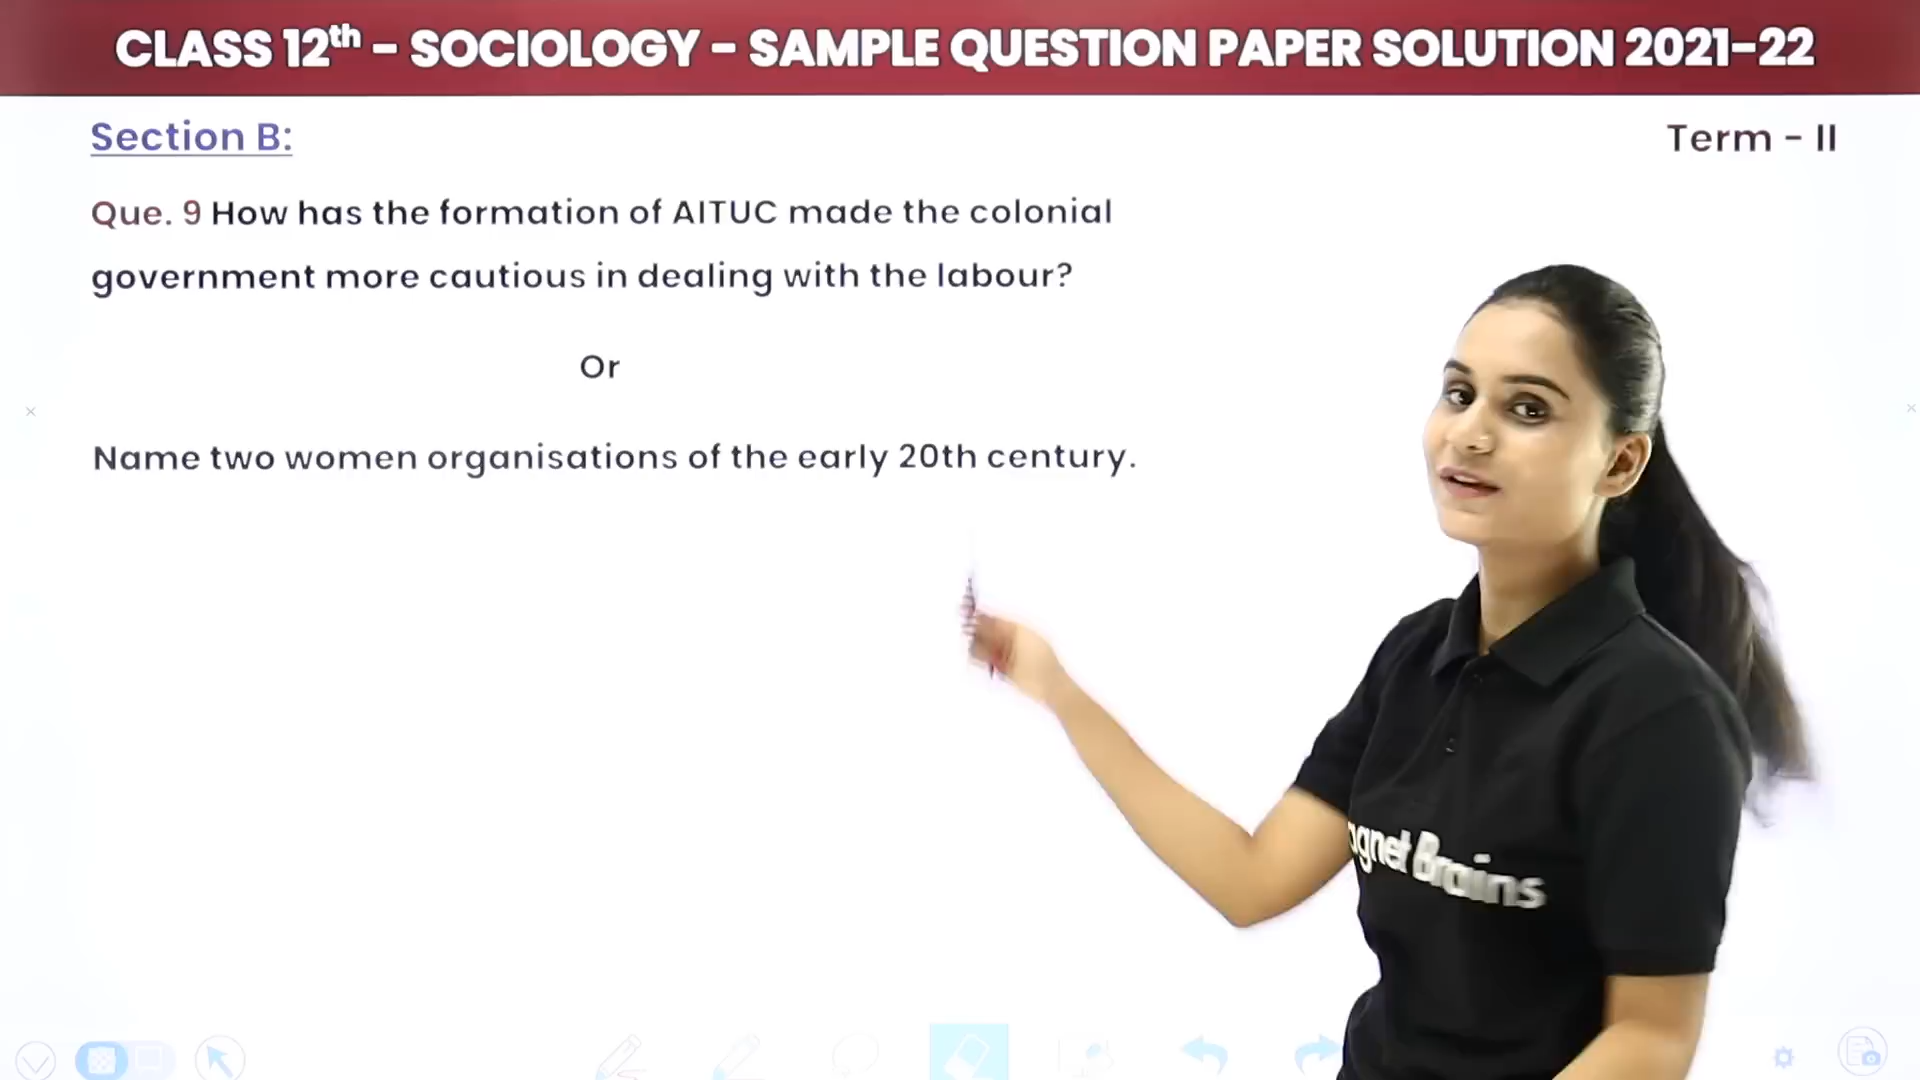 CLASS 12th - SOCIOLOGY - SAMPLE QUESTION PAPER SOLUTION 2021-22
Section B:
Term - II
Que. 9 How has the formation of AITUC made the colonial
government more cautious in dealing with the labour?
Or
Name two women organisations of the early 20th century.
agnet Brains